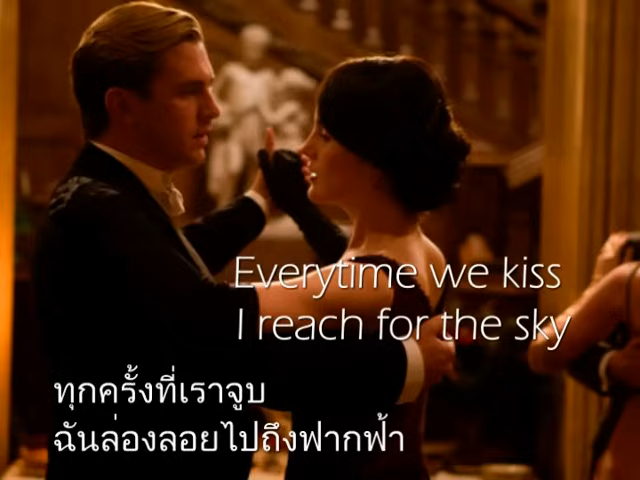 Everytime we kiss
I reach for the sky
ทุกครั้งที่เราจูบ
ฉันล่องลอยไปถึงฟากฟ้า